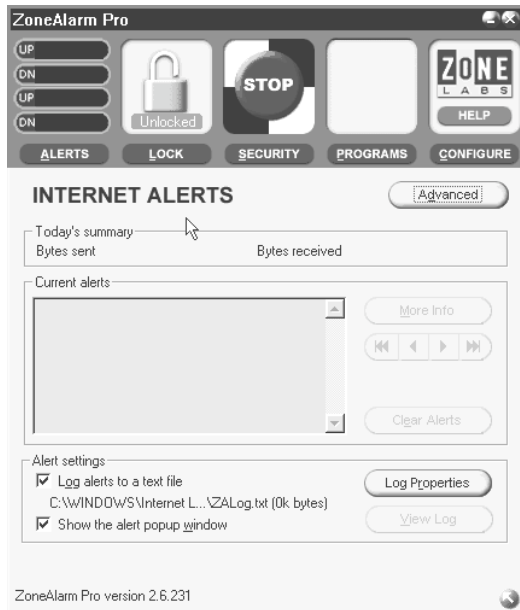 ZoneAlarm Pro
UP
DN
UP
DN
Unlocked
STOP
ZONE
LABS
HELP
ALERTS LOCK SECURITY PROGRAMS CONFIGURE
INTERNET ALERTS
Advanced
Today's summary
Bytes sent Bytes received
Current alerts
More Info
Clear Alerts
Alert settings
Log alerts to a text file
Log Properties
C:\WINDOWS\Internet L...\ZALog.txt (0k bytes)
Show the alert popup window
View Log
ZoneAlarm Pro version 2.6.231